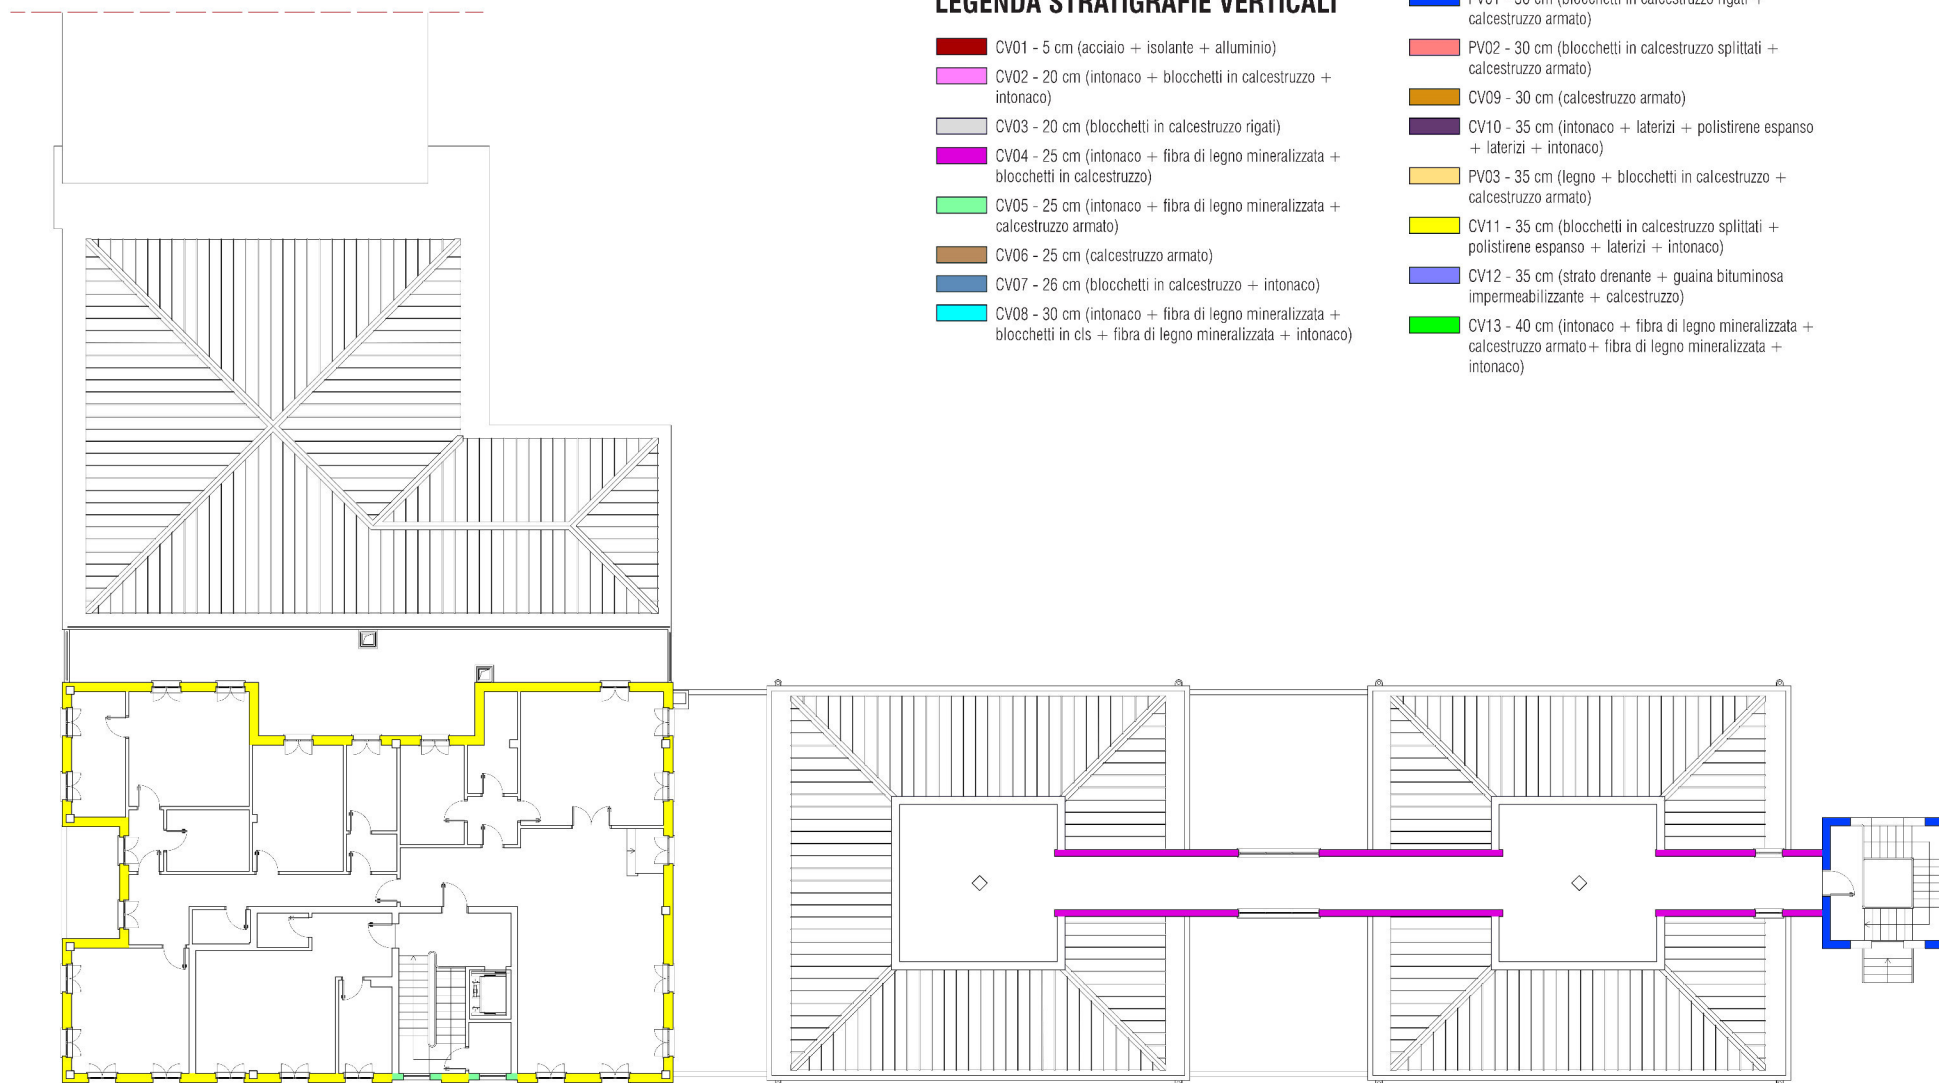 LEGENDA STRATIGRAFIE VERTICALI
CV01 - 5 cm (acciaio + isolante + alluminio)
CV02 - 20 cm (intonaco + blocchetti in calcestruzzo +
intonaco)
CV03 - 20 cm (blocchetti in calcestruzzo rigati)
CV04 - 25 cm (intonaco + fibra di legno mineralizzata +
blocchetti in calcestruzzo)
CV05 - 25 cm (intonaco + fibra di legno mineralizzata +
calcestruzzo armato)
CV06 - 25 cm (calcestruzzo armato)
CV07 - 26 cm (blocchetti in calcestruzzo + intonaco)
CV08 - 30 cm (intonaco + fibra di legno mineralizzata +
blocchetti in cls + fibra di legno mineralizzata + intonaco)
PV01 - 30 cm (blocchetti in calcestruzzo rigati +
calcestruzzo armato)
PV02 - 30 cm (blocchetti in calcestruzzo splittati +
calcestruzzo armato)
CV09 - 30 cm (calcestruzzo armato)
CV10 - 35 cm (intonaco + laterizi + polistirene espanso
+ laterizi + intonaco)
PV03 - 35 cm (legno + blocchetti in calcestruzzo +
calcestruzzo armato)
CV11 - 35 cm (blocchetti in calcestruzzo splittati +
polistirene espanso + laterizi + intonaco)
CV12 - 35 cm (strato drenante + guaina bituminosa
impermeabilizzante + calcestruzzo)
CV13 - 40 cm (intonaco + fibra di legno mineralizzata +
calcestruzzo armato+ fibra di legno mineralizzata +
intonaco)